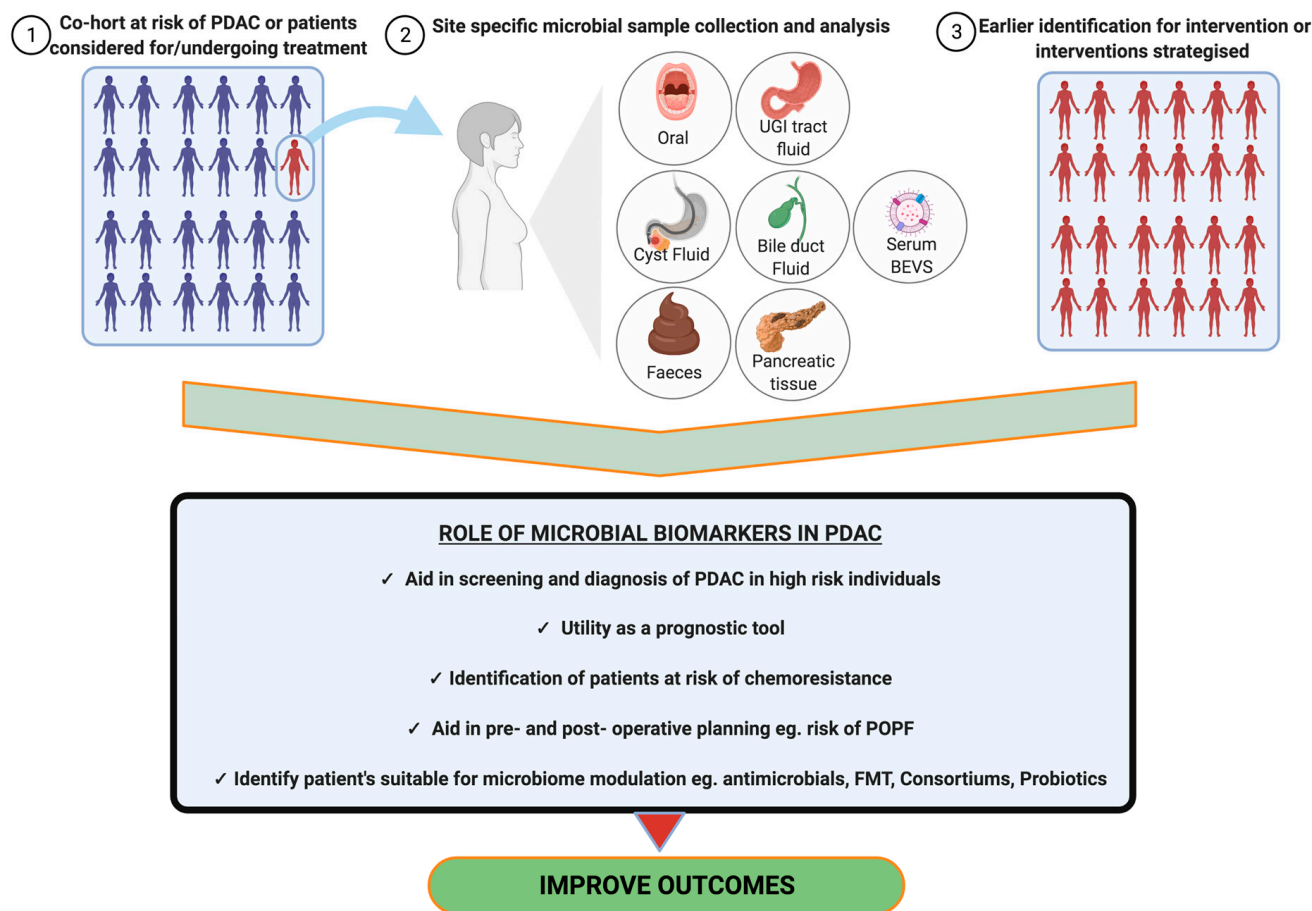 1
Co-hort at risk of PDAC or patients
considered for/undergoing treatment
2
Site specific microbial sample collection and analysis
3
Earlier identification for intervention or
interventions strategised
Oral
UGI tract
fluid
Cyst Fluid
Bile duct
Fluid
Serum
BEVS
Faeces
Pancreatic
tissue
ROLE OF MICROBIAL BIOMARKERS IN PDAC
✓ Aid in screening and diagnosis of PDAC in high risk individuals
✓ Utility as a prognostic tool
✓ Identification of patients at risk of chemoresistance
✓ Aid in pre- and post- operative planning eg. risk of POPF
✓ Identify patient's suitable for microbiome modulation eg. antimicrobials, FMT, Consortiums, Probiotics
IMPROVE OUTCOMES